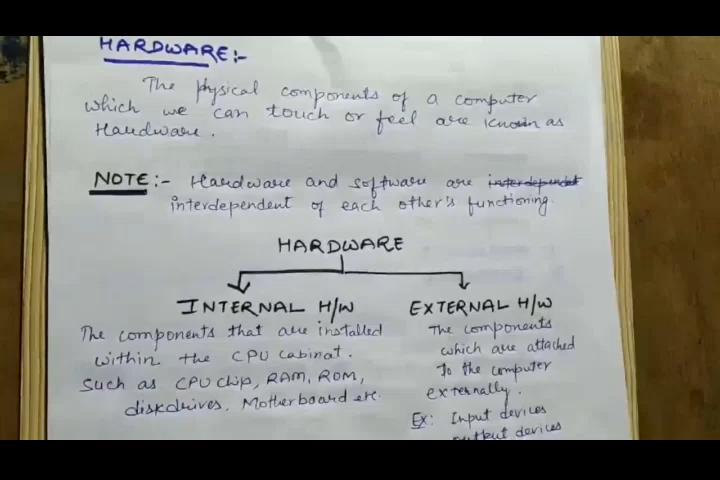 HARDWARE:-
The physical components of a computer
which we can touch or feel are known as
Hardware.
NOTE:- Hardware and software are interdependent
interdependent of each other's functioning.
HARDWARE
INTERNAL H/W
The components that are installed
within the CPU cabinat.
Such as CPU chip, RAM, ROM,
diskdrives, Motherboard etc.
EXTERNAL H/W
The components
which are attached
To the computer
externally.
Ex: Input devices
output devices